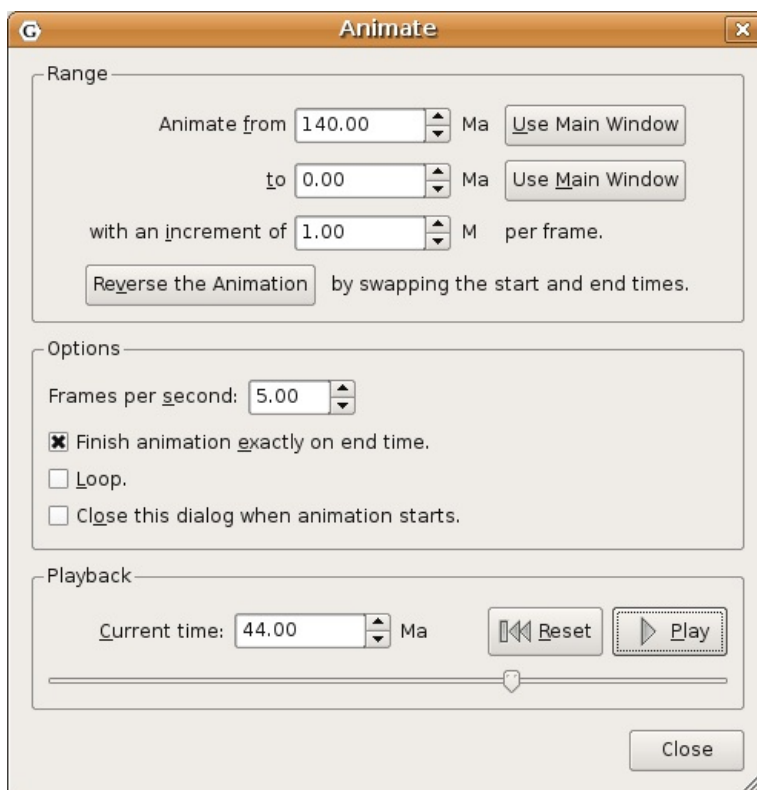 G Animate
Range
Animate from 140.00 Ma Use Main Window
to 0.00 Ma Use Main Window
with an increment of 1.00 M per frame.
Reverse the Animation by swapping the start and end times.
Options
Frames per second: 5.00
Finish animation exactly on end time.
Loop.
Close this dialog when animation starts.
Playback
Current time: 44.00 Ma Reset Play
Close